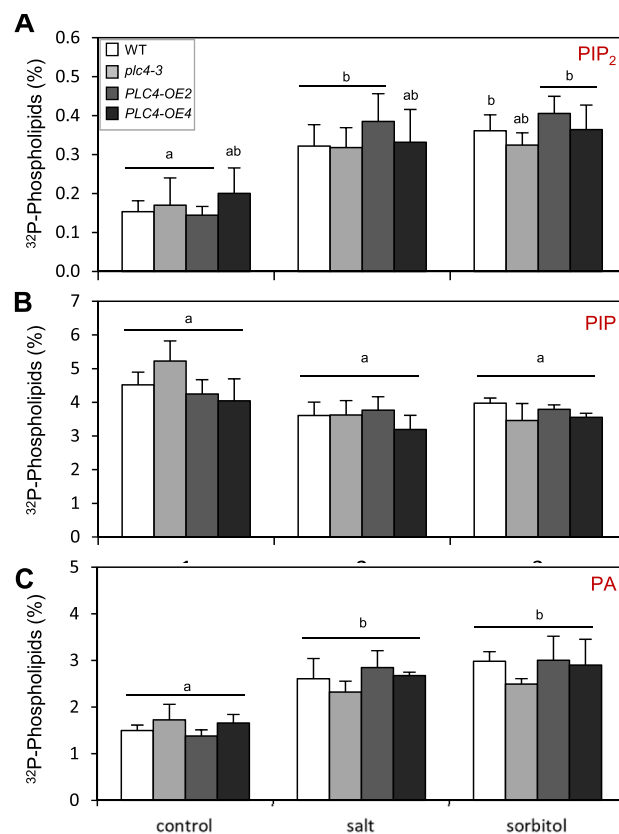 A
0.6
0.5
0.4
0.3
0.2
0.1
0.0
³²P-Phospholipids (%)
WT
plc4-3
PLC4-OE2
PLC4-OE4
PIP₂
a
ab
b
ab
b
ab
b
B
7
6
5
4
3
2
1
0
³²P-Phospholipids (%)
PIP
a
a
a
C
5
4
3
2
1
0
³²P-Phospholipids (%)
PA
a
b
b
control
salt
sorbitol